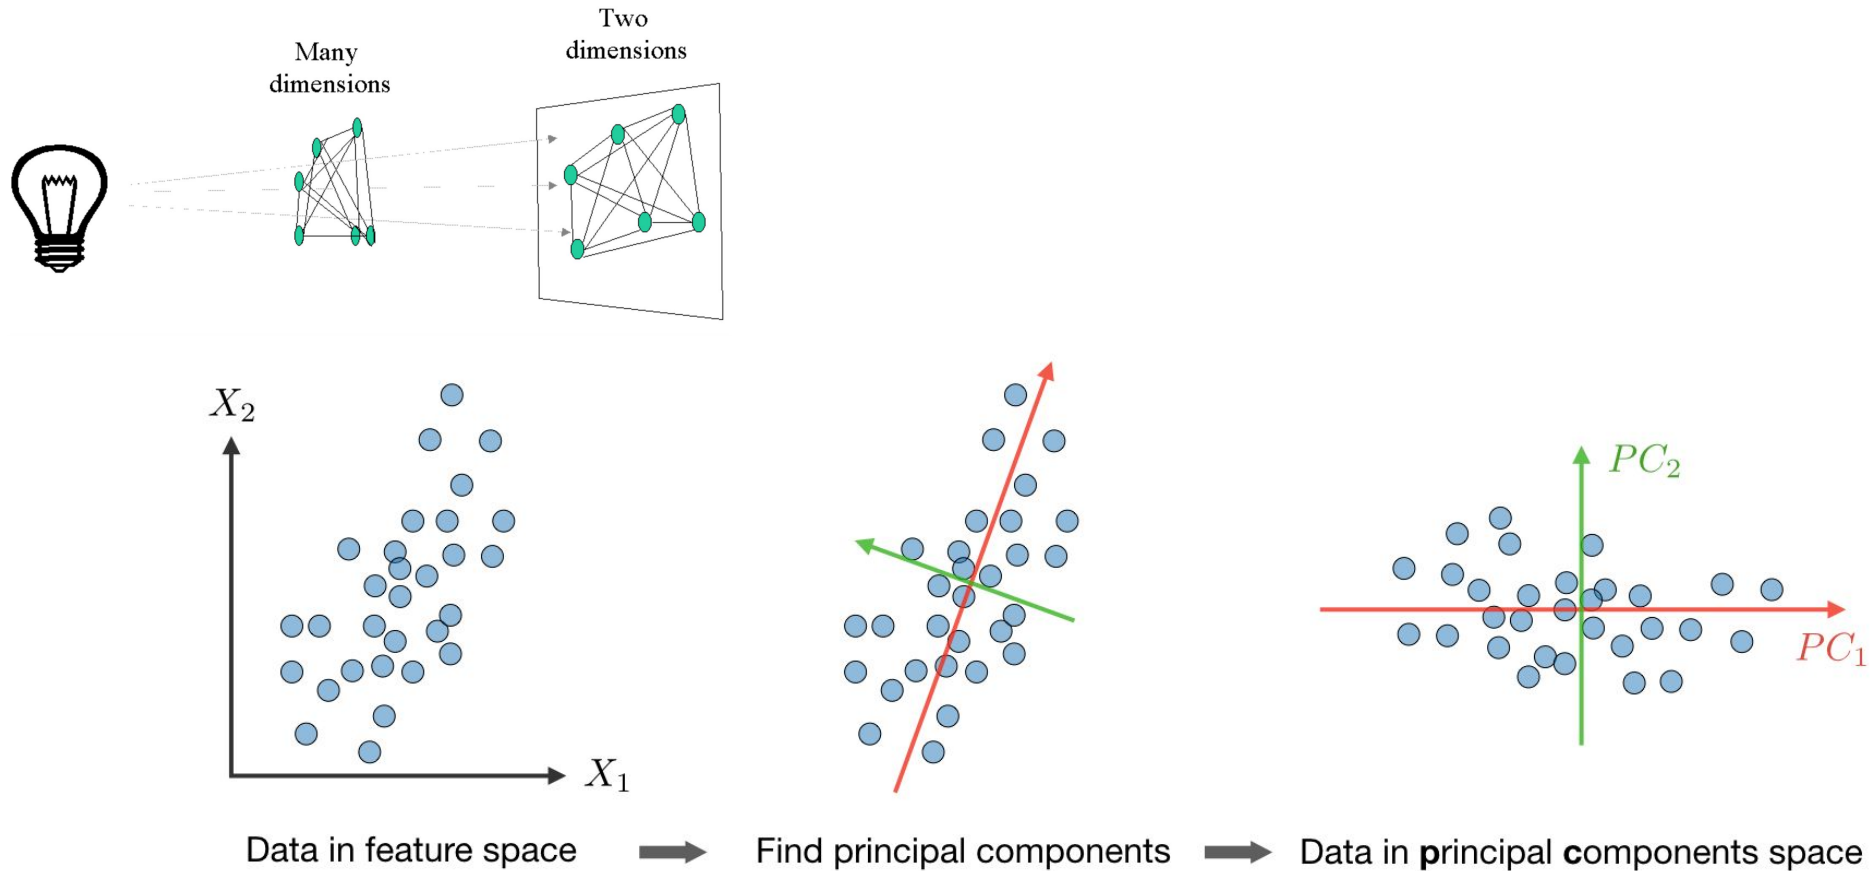 Many
dimensions
Two
dimensions
X₂
X₁
PC₂
PC₁
Data in feature space
Find principal components
Data in principal components space